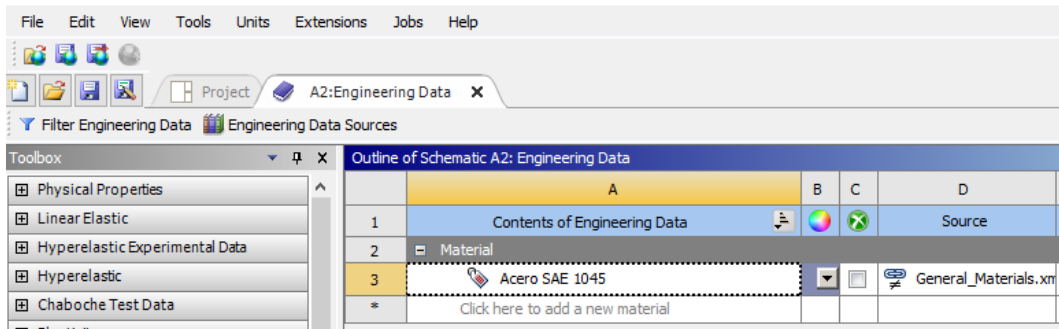 File Edit View Tools Units Extensions Jobs Help
Project A2:Engineering Data X
Filter Engineering Data Engineering Data Sources
Toolbox
Physical Properties
Linear Elastic
Hyperelastic Experimental Data
Hyperelastic
Chaboche Test Data
Outline of Schematic A2: Engineering Data
A B C D
1 Contents of Engineering Data Source
2 Material
3 Acero SAE 1045 General_Materials.xm
* Click here to add a new material